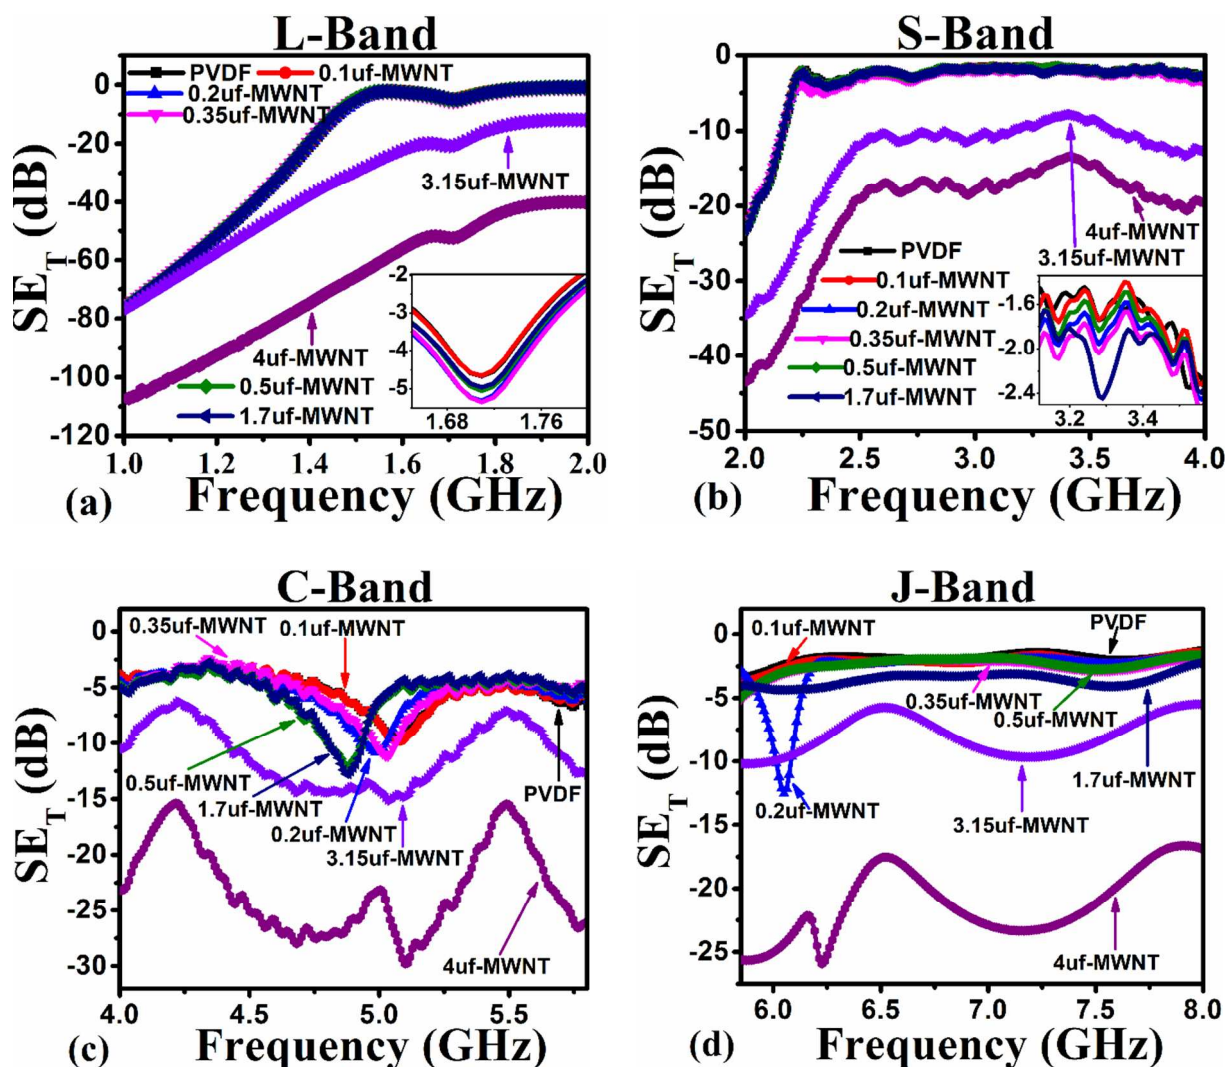 L-Band
0
-20
-40
-60
-80
-100
-120
SE_T (dB)
PVDF 0.1uf-MWNT
0.2uf-MWNT
0.35uf-MWNT
3.15uf-MWNT
4uf-MWNT
0.5uf-MWNT
1.7uf-MWNT
-2
-3
-4
-5
1.68 1.76
1.0 1.2 1.4 1.6 1.8 2.0
(a) Frequency (GHz)
S-Band
0
-10
-20
-30
-40
-50
SE_T (dB)
4uf-MWNT
3.15uf-MWNT
PVDF
0.1uf-MWNT
0.2uf-MWNT
0.35uf-MWNT
0.5uf-MWNT
1.7uf-MWNT
-1.6
-2.0
-2.4
3.2 3.4
2.0 2.5 3.0 3.5 4.0
(b) Frequency (GHz)
C-Band
0
-5
-10
-15
-20
-25
-30
SE_T (dB)
0.35uf-MWNT
0.1uf-MWNT
0.5uf-MWNT
1.7uf-MWNT
0.2uf-MWNT
3.15uf-MWNT
PVDF
4uf-MWNT
4.0 4.5 5.0 5.5
(c) Frequency (GHz)
J-Band
0
-5
-10
-15
-20
-25
SE_T (dB)
0.1uf-MWNT
PVDF
0.35uf-MWNT
0.5uf-MWNT
1.7uf-MWNT
0.2uf-MWNT
3.15uf-MWNT
4uf-MWNT
6.0 6.5 7.0 7.5 8.0
(d) Frequency (GHz)